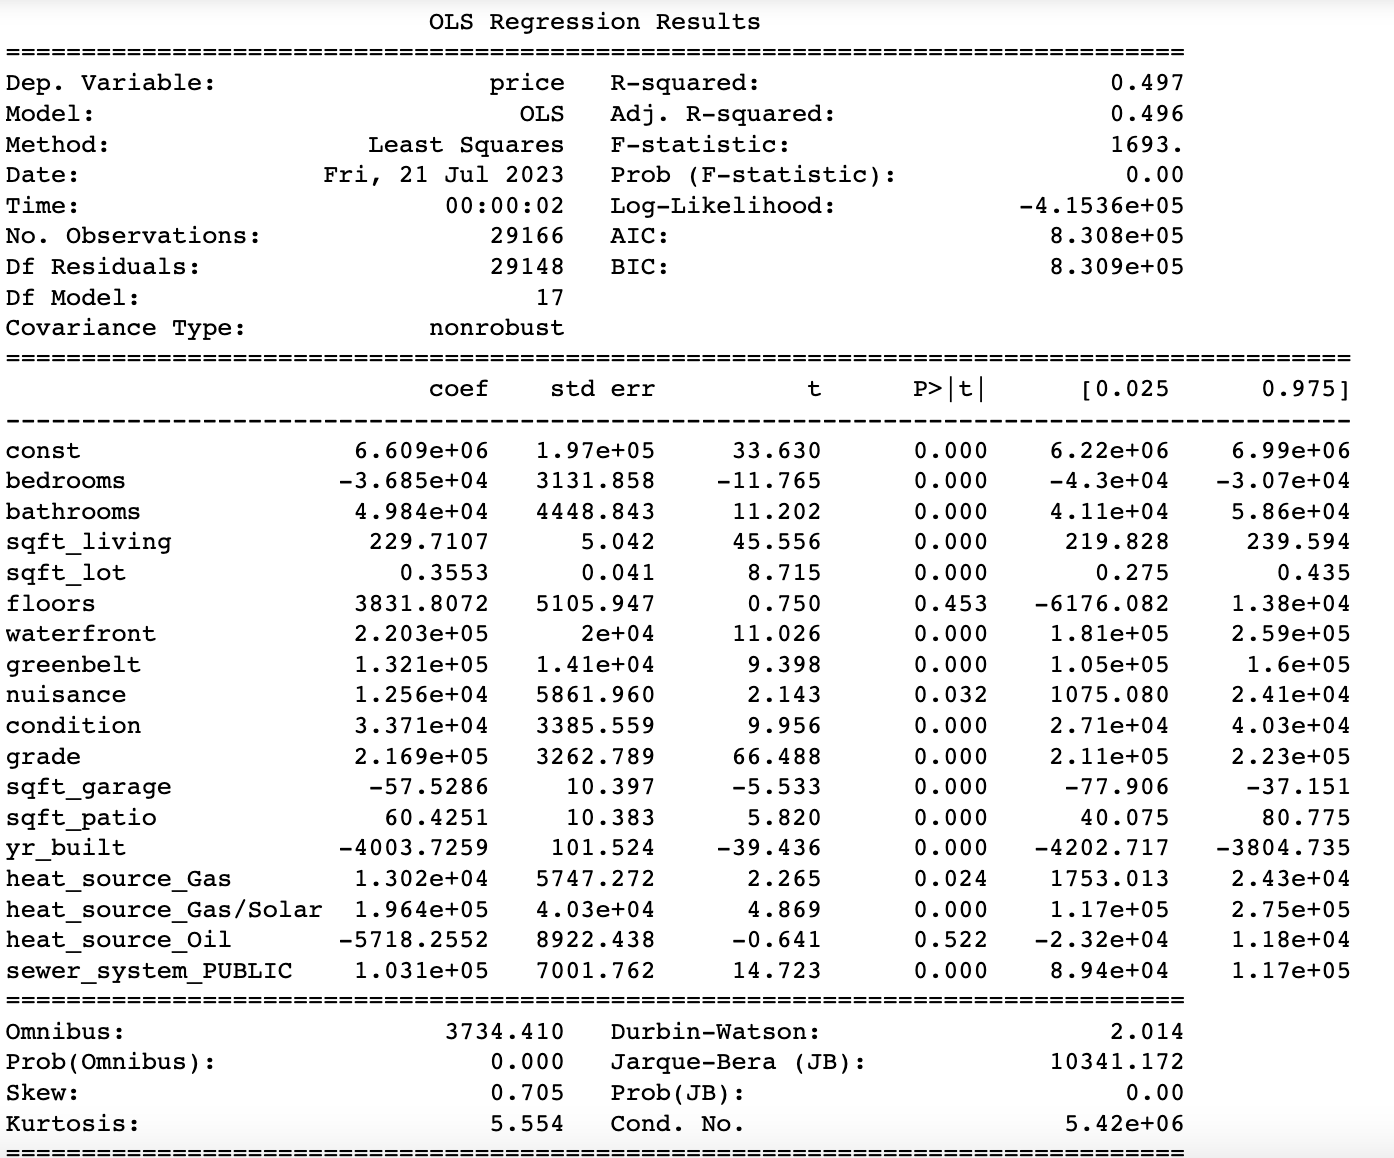 OLS Regression Results
==============================================================================
Dep. Variable: price R-squared: 0.497
Model: OLS Adj. R-squared: 0.496
Method: Least Squares F-statistic: 1693.
Date: Fri, 21 Jul 2023 Prob (F-statistic): 0.00
Time: 00:00:02 Log-Likelihood: -4.1536e+05
No. Observations: 29166 AIC: 8.308e+05
Df Residuals: 29148 BIC: 8.309e+05
Df Model: 17
Covariance Type: nonrobust
=========================================================================================
coef std err t P>|t| [0.025 0.975]
-----------------------------------------------------------------------------------------
const 6.609e+06 1.97e+05 33.630 0.000 6.22e+06 6.99e+06
bedrooms -3.685e+04 3131.858 -11.765 0.000 -4.3e+04 -3.07e+04
bathrooms 4.984e+04 4448.843 11.202 0.000 4.11e+04 5.86e+04
sqft_living 229.7107 5.042 45.556 0.000 219.828 239.594
sqft_lot 0.3553 0.041 8.715 0.000 0.275 0.435
floors 3831.8072 5105.947 0.750 0.453 -6176.082 1.38e+04
waterfront 2.203e+05 2e+04 11.026 0.000 1.81e+05 2.59e+05
greenbelt 1.321e+05 1.41e+04 9.398 0.000 1.05e+05 1.6e+05
nuisance 1.256e+04 5861.960 2.143 0.032 1075.080 2.41e+04
condition 3.371e+04 3385.559 9.956 0.000 2.71e+04 4.03e+04
grade 2.169e+05 3262.789 66.488 0.000 2.11e+05 2.23e+05
sqft_garage -57.5286 10.397 -5.533 0.000 -77.906 -37.151
sqft_patio 60.4251 10.383 5.820 0.000 40.075 80.775
yr_built -4003.7259 101.524 -39.436 0.000 -4202.717 -3804.735
heat_source_Gas 1.302e+04 5747.272 2.265 0.024 1753.013 2.43e+04
heat_source_Gas/Solar 1.964e+05 4.03e+04 4.869 0.000 1.17e+05 2.75e+05
heat_source_Oil -5718.2552 8922.438 -0.641 0.522 -2.32e+04 1.18e+04
sewer_system_PUBLIC 1.031e+05 7001.762 14.723 0.000 8.94e+04 1.17e+05
==============================================================================
Omnibus: 3734.410 Durbin-Watson: 2.014
Prob(Omnibus): 0.000 Jarque-Bera (JB): 10341.172
Skew: 0.705 Prob(JB): 0.00
Kurtosis: 5.554 Cond. No. 5.42e+06
==============================================================================